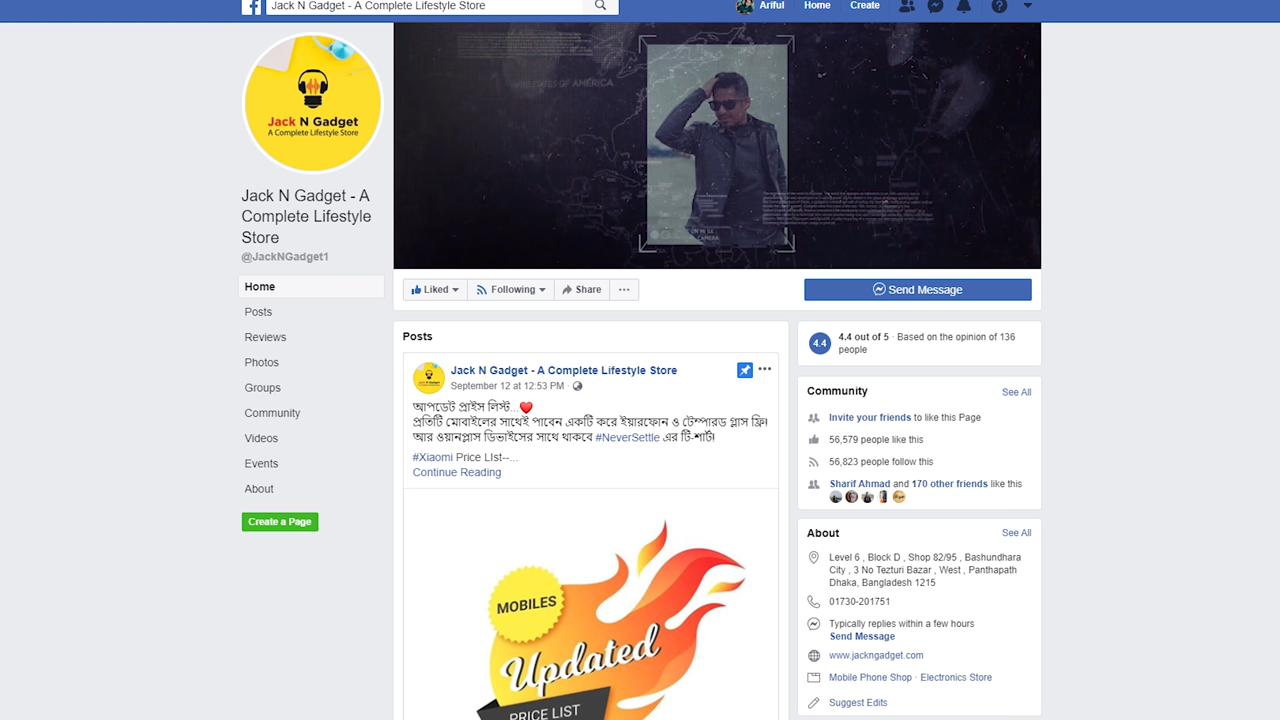 Jack N Gadget - A Complete Lifestyle Store
Ariful
Home
Create
Jack N Gadget
A Complete Lifestyle Store
Jack N Gadget - A
Complete Lifestyle
Store
@JackNGadget1
Home
Posts
Reviews
Photos
Groups
Community
Videos
Events
About
Create a Page
Liked
Following
Share
Send Message
Posts
Jack N Gadget - A Complete Lifestyle Store
September 12 at 12:53 PM
আপডেট প্রাইস লিস্ট...❤️
প্রতিটি মোবাইলের সাথেই পাবেন একটি করে ইয়ারফোন ও টেম্পারড গ্লাস ফ্রি!
আর ওয়ানপ্লাস ডিভাইসের সাথে থাকবে #NeverSettle এর টি-শার্ট!
#Xiaomi Price LIst--...
Continue Reading
MOBILES
Updated
PRICE LIST
4.4
4.4 out of 5 · Based on the opinion of 136
people
Community
See All
Invite your friends to like this Page
56,579 people like this
56,823 people follow this
Sharif Ahmad and 170 other friends like this
About
See All
Level 6 , Block D , Shop 82/95 , Bashundhara
City , 3 No Tezturi Bazar , West , Panthapath
Dhaka, Bangladesh 1215
01730-201751
Typically replies within a few hours
Send Message
www.jackngadget.com
Mobile Phone Shop · Electronics Store
Suggest Edits